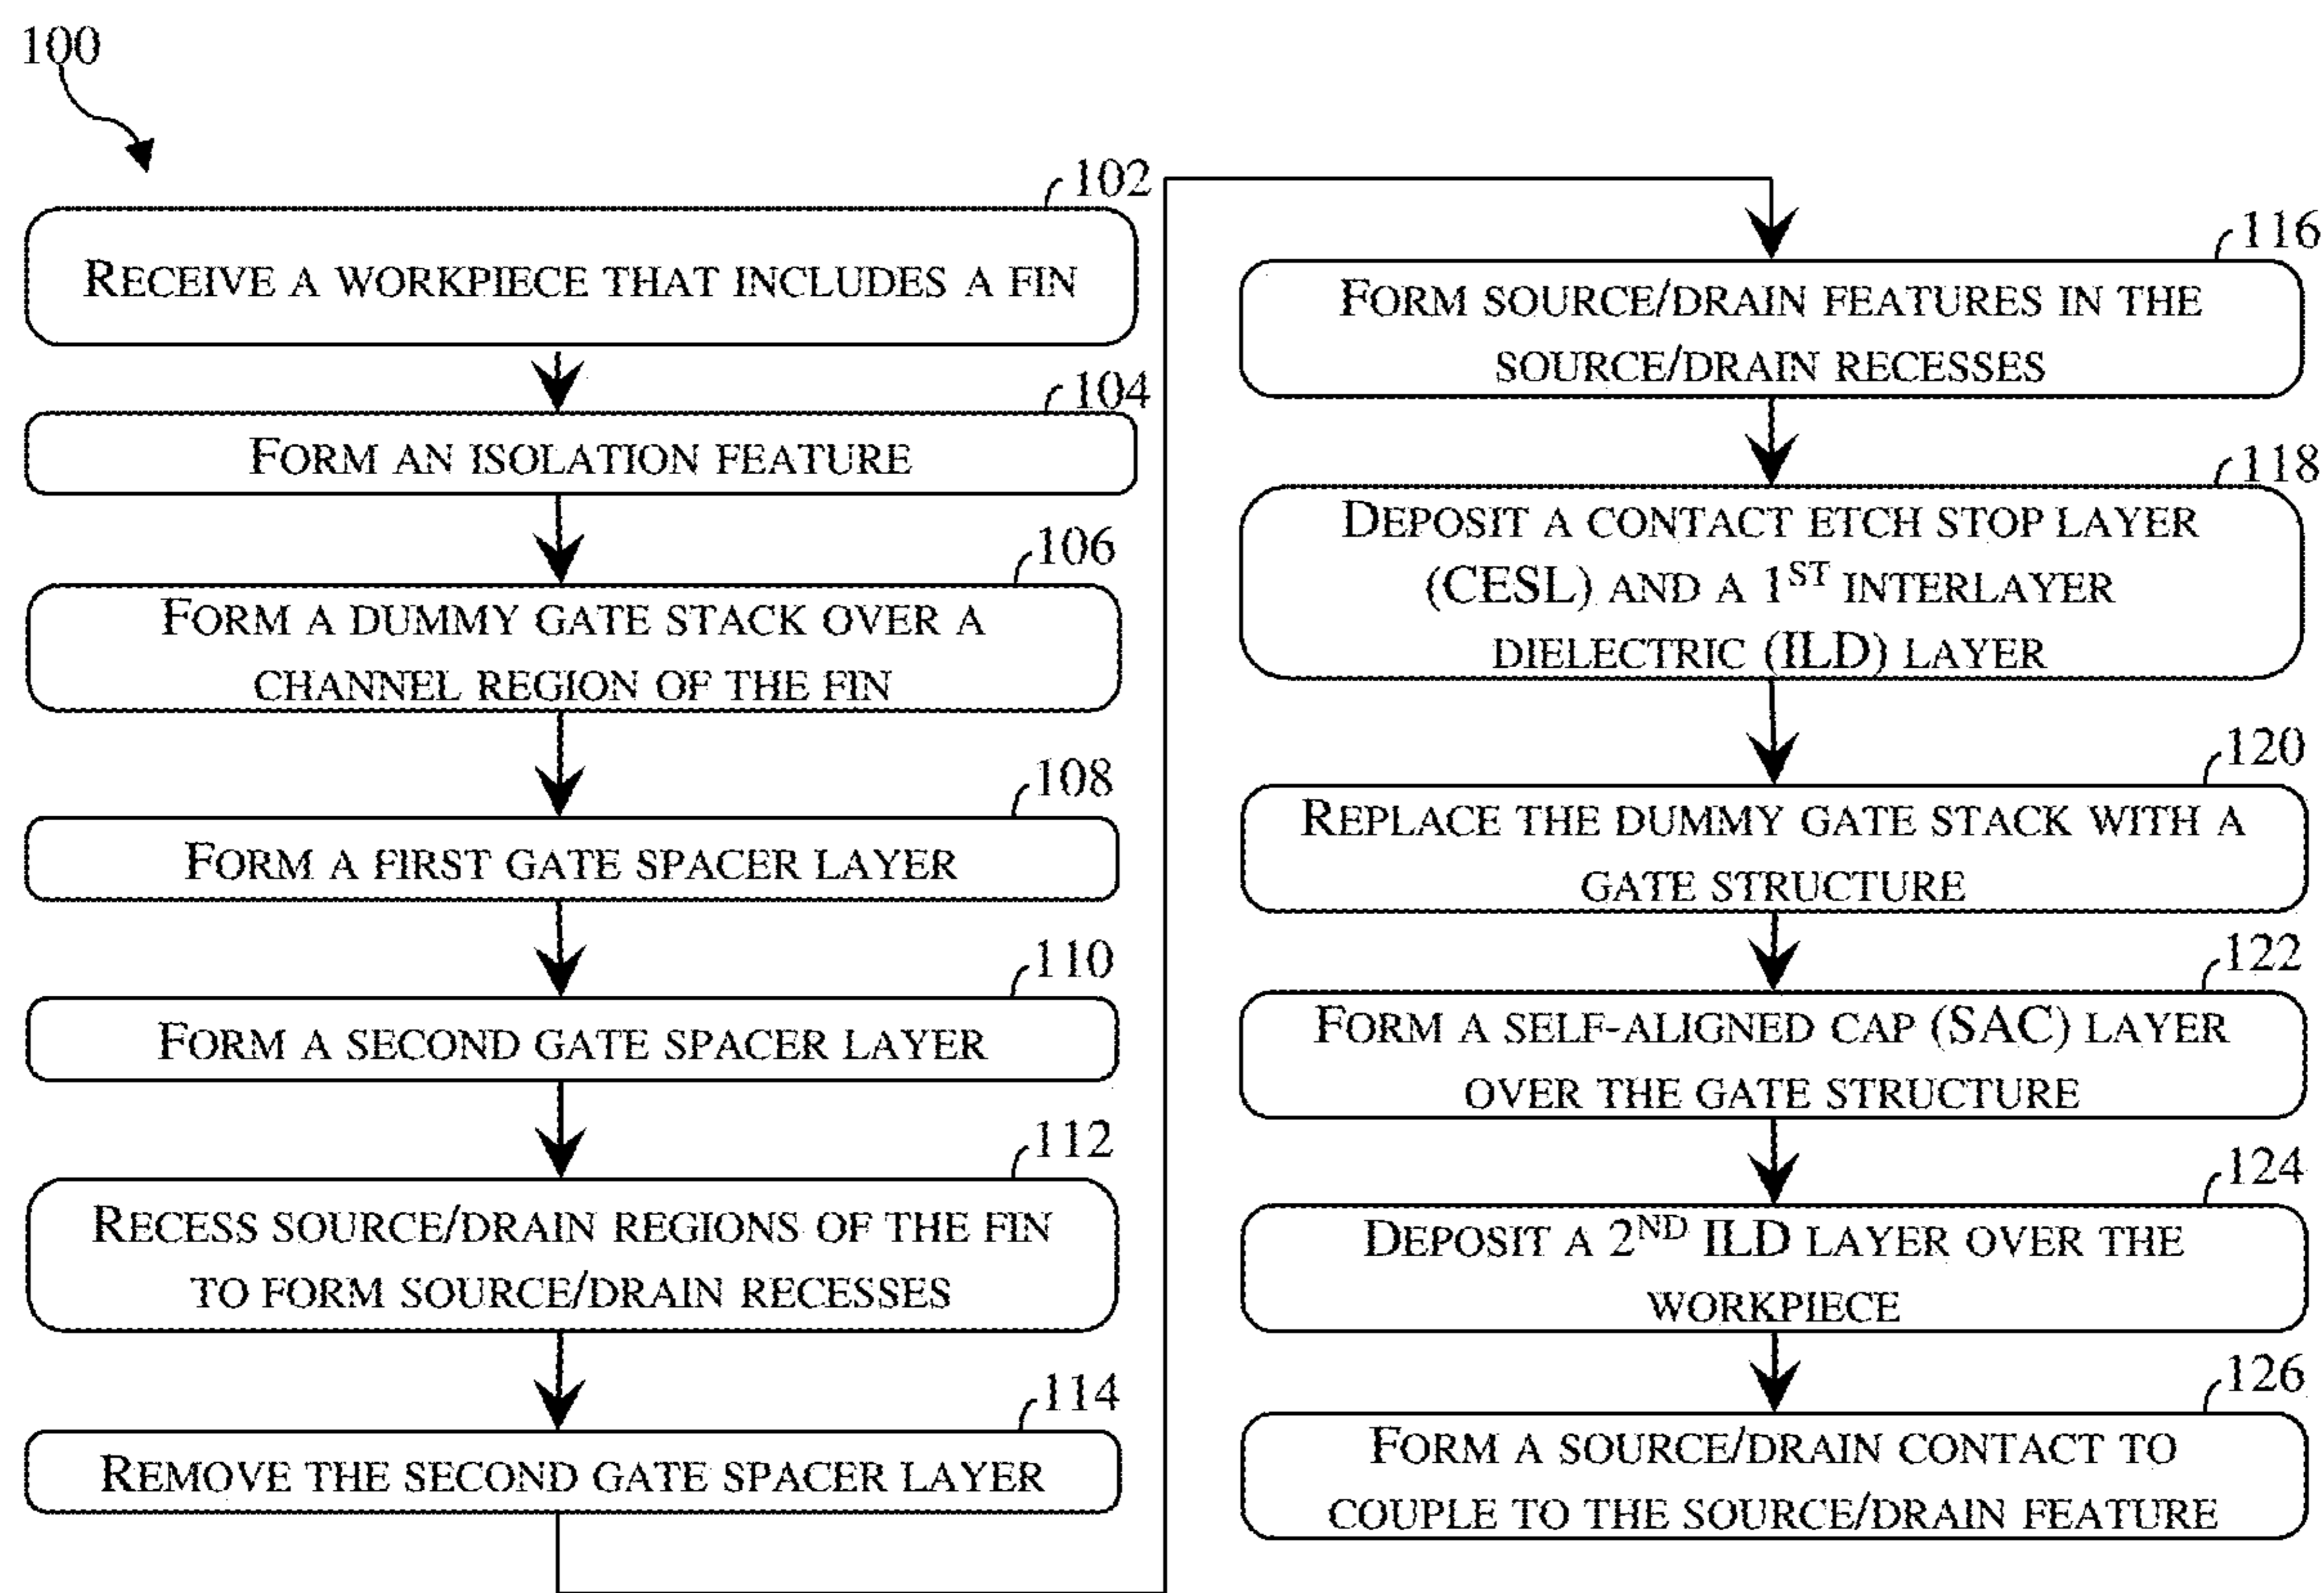 100
102
RECEIVE A WORKPIECE THAT INCLUDES A FIN
104
FORM AN ISOLATION FEATURE
106
FORM A DUMMY GATE STACK OVER A
CHANNEL REGION OF THE FIN
108
FORM A FIRST GATE SPACER LAYER
110
FORM A SECOND GATE SPACER LAYER
112
RECESS SOURCE/DRAIN REGIONS OF THE FIN
TO FORM SOURCE/DRAIN RECESSES
114
REMOVE THE SECOND GATE SPACER LAYER
116
FORM SOURCE/DRAIN FEATURES IN THE
SOURCE/DRAIN RECESSES
118
DEPOSIT A CONTACT ETCH STOP LAYER
(CESL) AND A 1ST INTERLAYER
DIELECTRIC (ILD) LAYER
120
REPLACE THE DUMMY GATE STACK WITH A
GATE STRUCTURE
122
FORM A SELF-ALIGNED CAP (SAC) LAYER
OVER THE GATE STRUCTURE
124
DEPOSIT A 2ND ILD LAYER OVER THE
WORKPIECE
126
FORM A SOURCE/DRAIN CONTACT TO
COUPLE TO THE SOURCE/DRAIN FEATURE